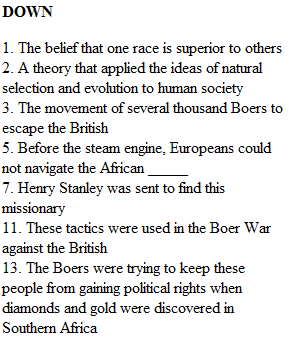 DOWN
1. The belief that one race is superior to others
2. A theory that applied the ideas of natural
selection and evolution to human society
3. The movement of several thousand Boers to
escape the British
5. Before the steam engine, Europeans could
not navigate the African _____
7. Henry Stanley was sent to find this
missionary
11. These tactics were used in the Boer War
against the British
13. The Boers were trying to keep these
people from gaining political rights when
diamonds and gold were discovered in
Southern Africa